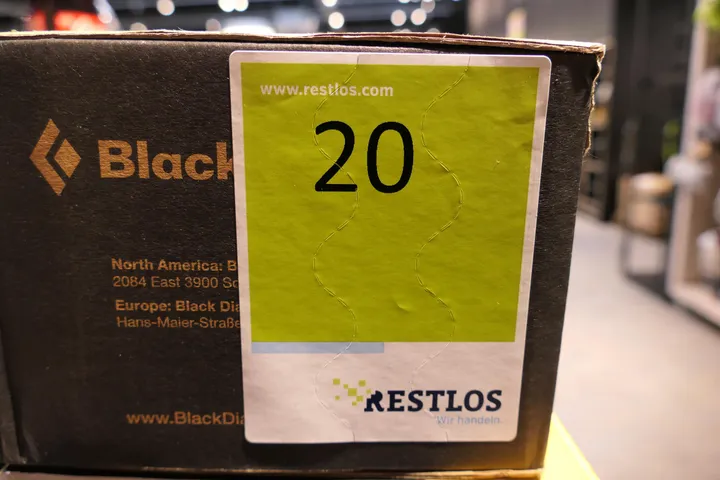 Black
North America: B
2084 East 3900 So
Europe: Black Dia
Hans-Maier-Straße
www.BlackDia
www.restlos.com
20
RESTLOS
Wir handeln.